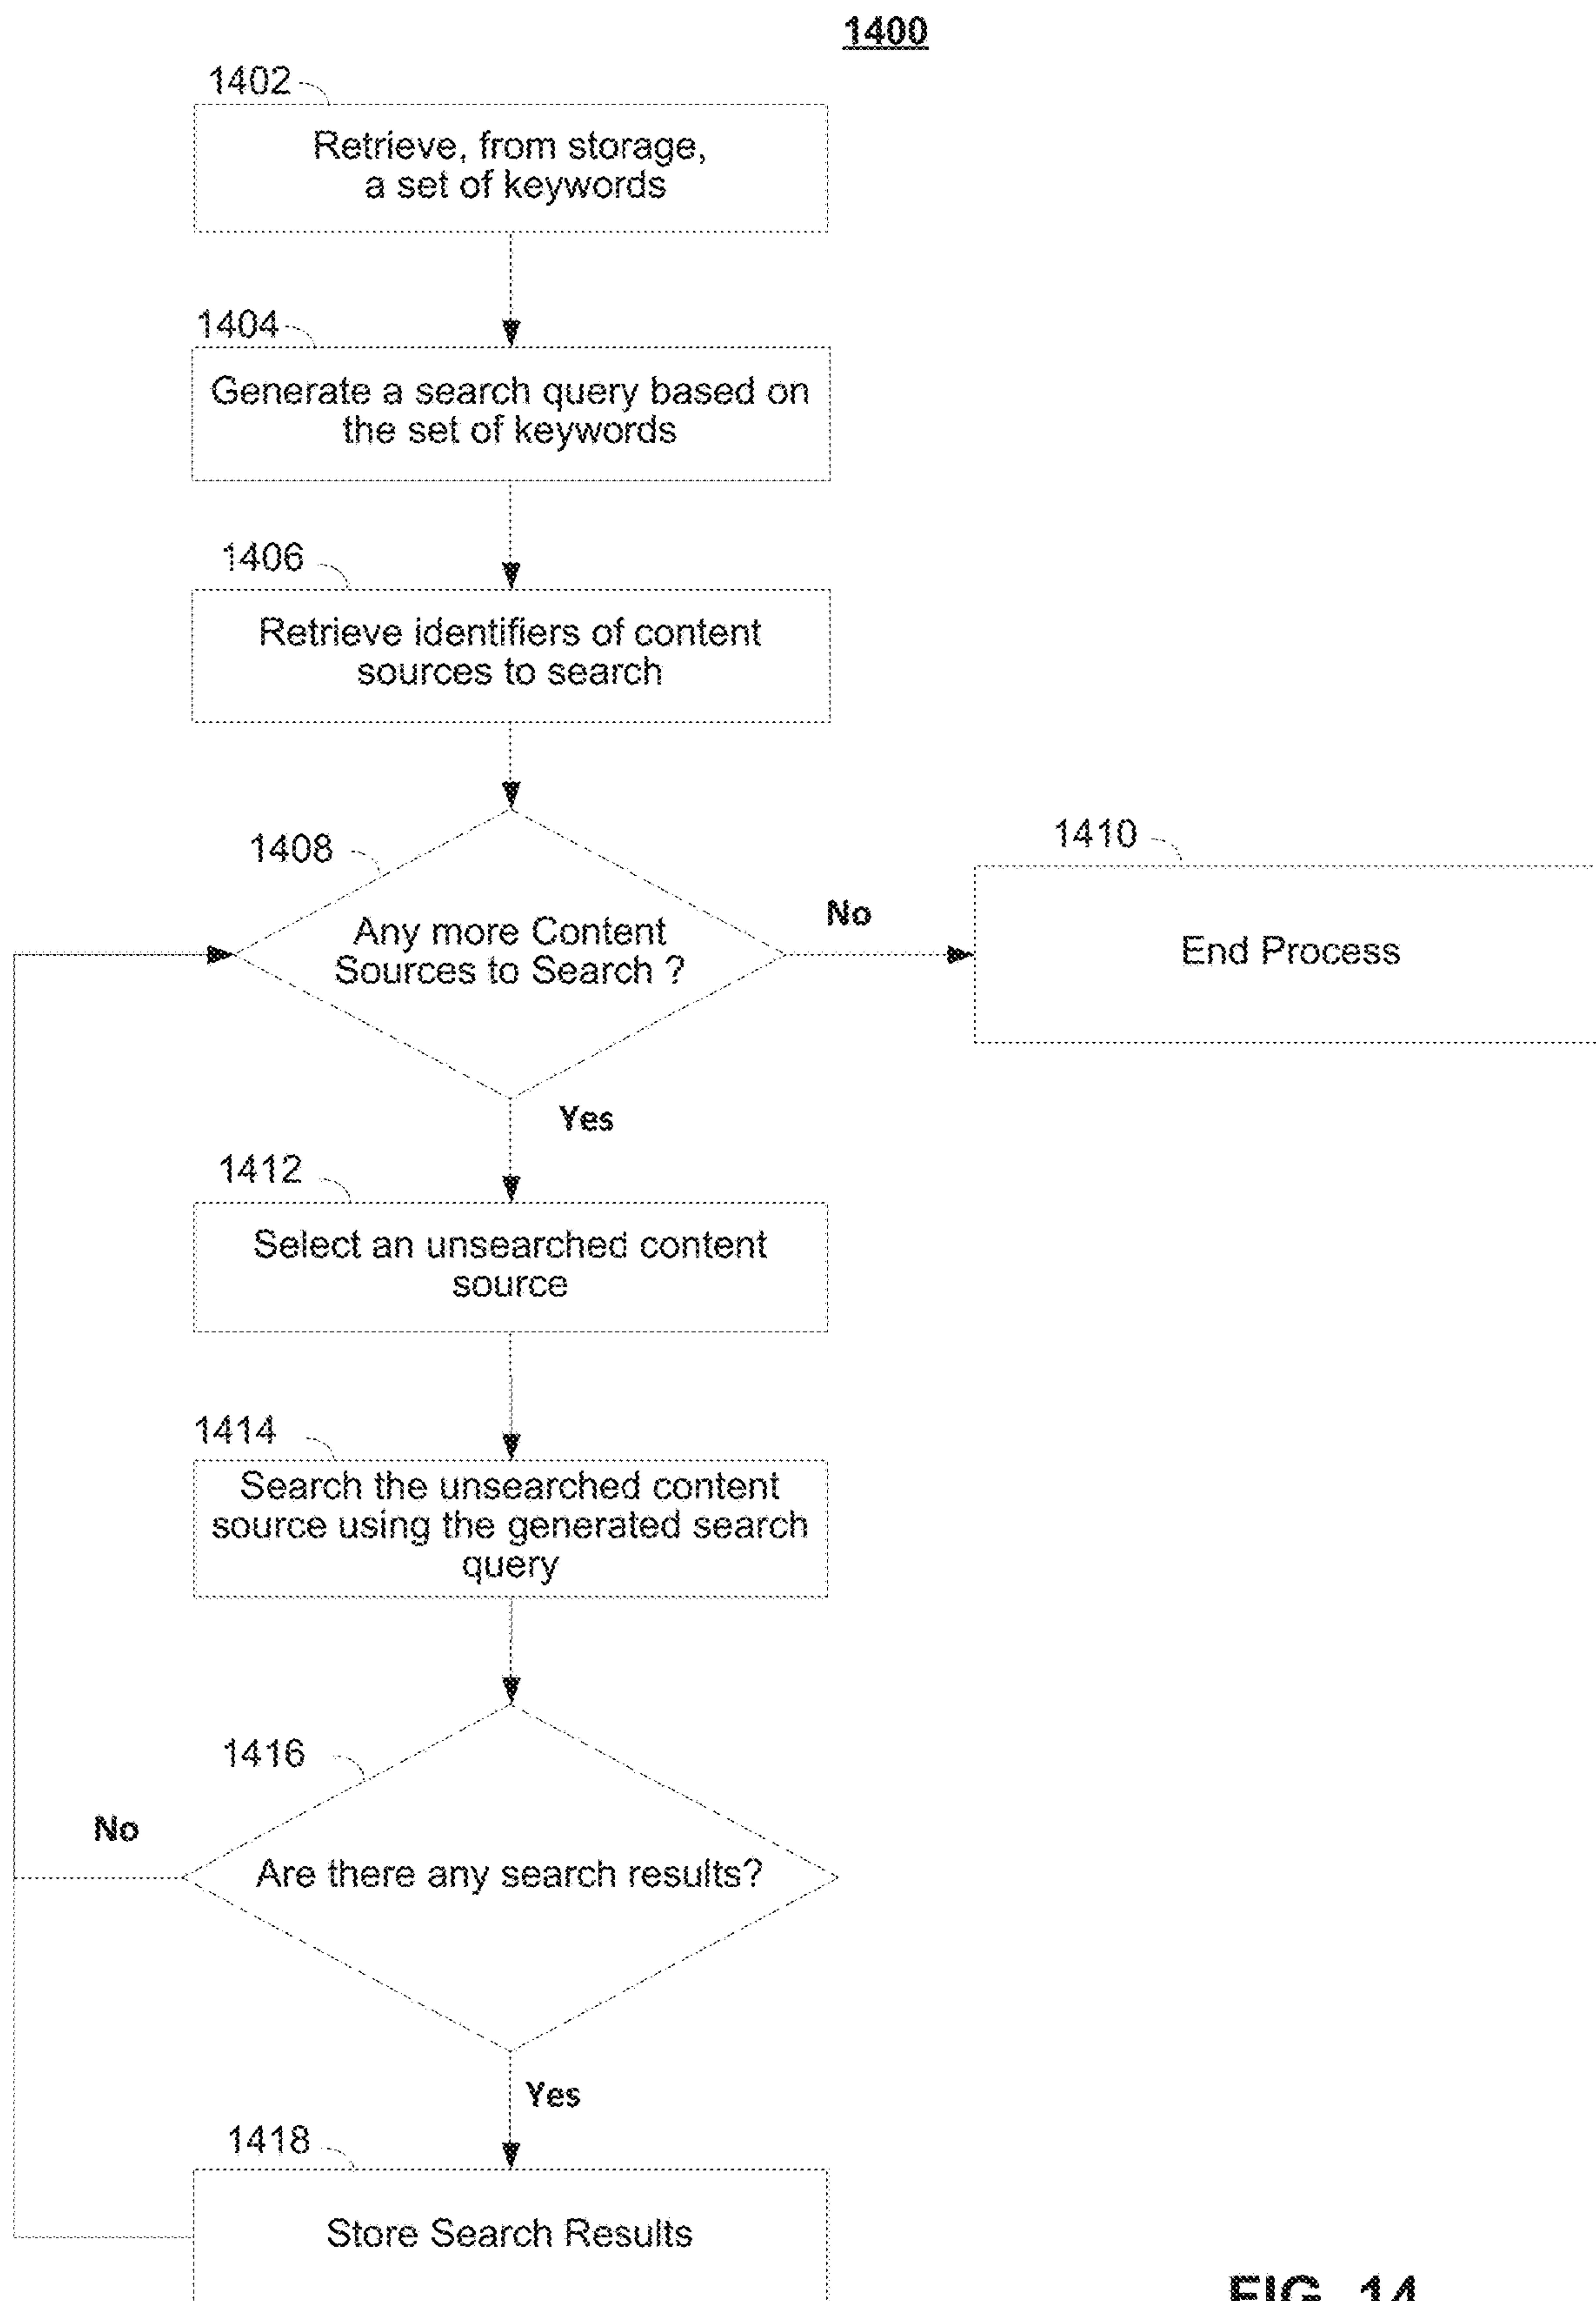 1400
1402
Retrieve, from storage,
a set of keywords
1404
Generate a search query based on
the set of keywords
1406
Retrieve identifiers of content
sources to search
1408
Any more Content
Sources to Search ?
No
1410
End Process
Yes
1412
Select an unsearched content
source
1414
Search the unsearched content
source using the generated search
query
1416
No
Are there any search results?
Yes
1418
Store Search Results
FIG. 14